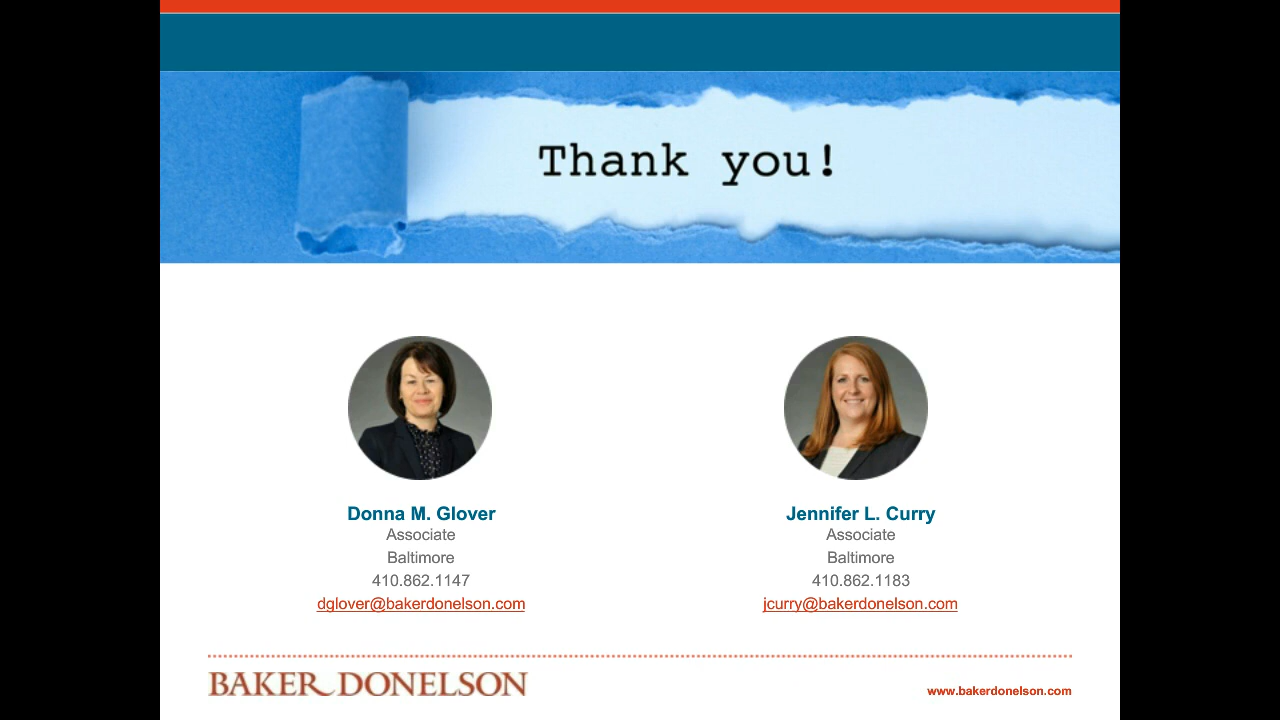 Thank you!
Donna M. Glover
Associate
Baltimore
410.862.1147
dglover@bakerdonelson.com
Jennifer L. Curry
Associate
Baltimore
410.862.1183
jcurry@bakerdonelson.com
BAKER DONELSON
www.bakerdonelson.com